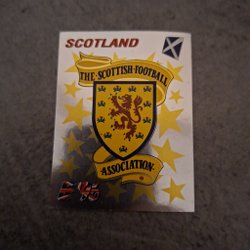 SCOTLAND
THE SCOTTISH FOOTBALL
ASSOCIATION